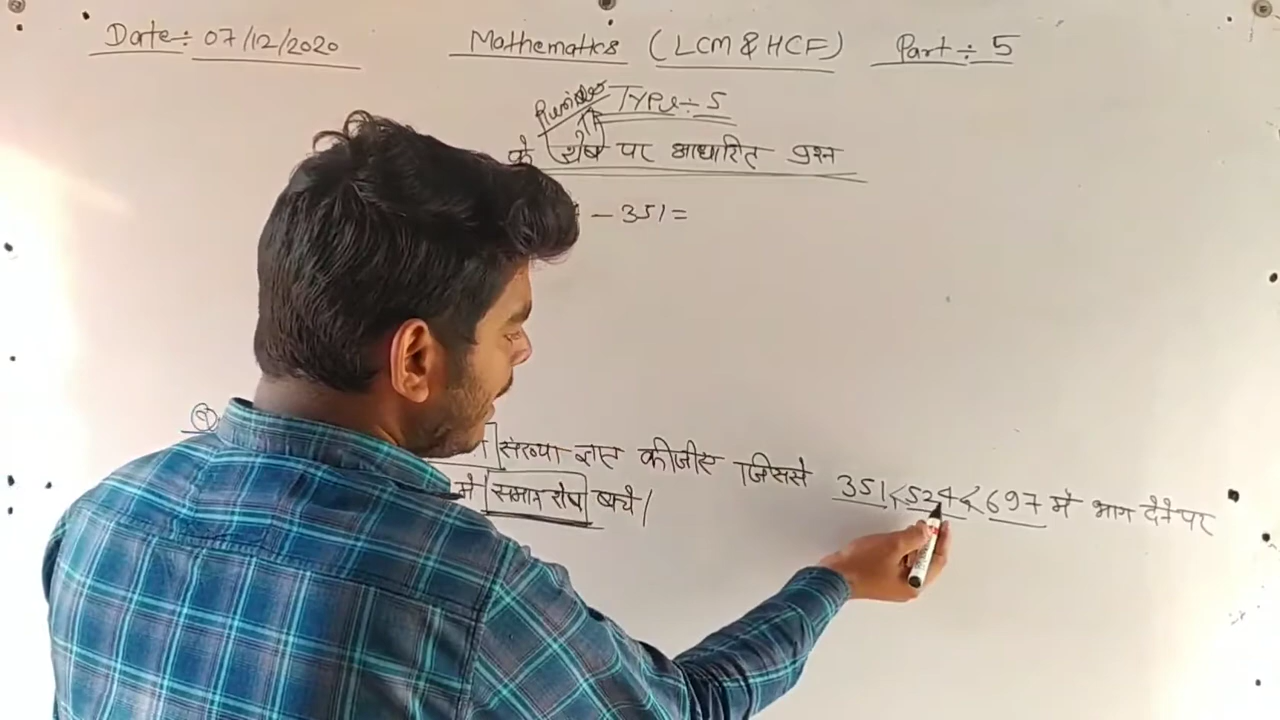 Date:- 07/12/2020 Mathematics (LCM & HCF) Part:- 5
Type:- 5
के शेष पर आधारित प्रश्न
- 351 =
संख्या ज्ञात कीजीए जिससे 351 < 524 < 697 में भाग देने पर
में समान शेष बचे।